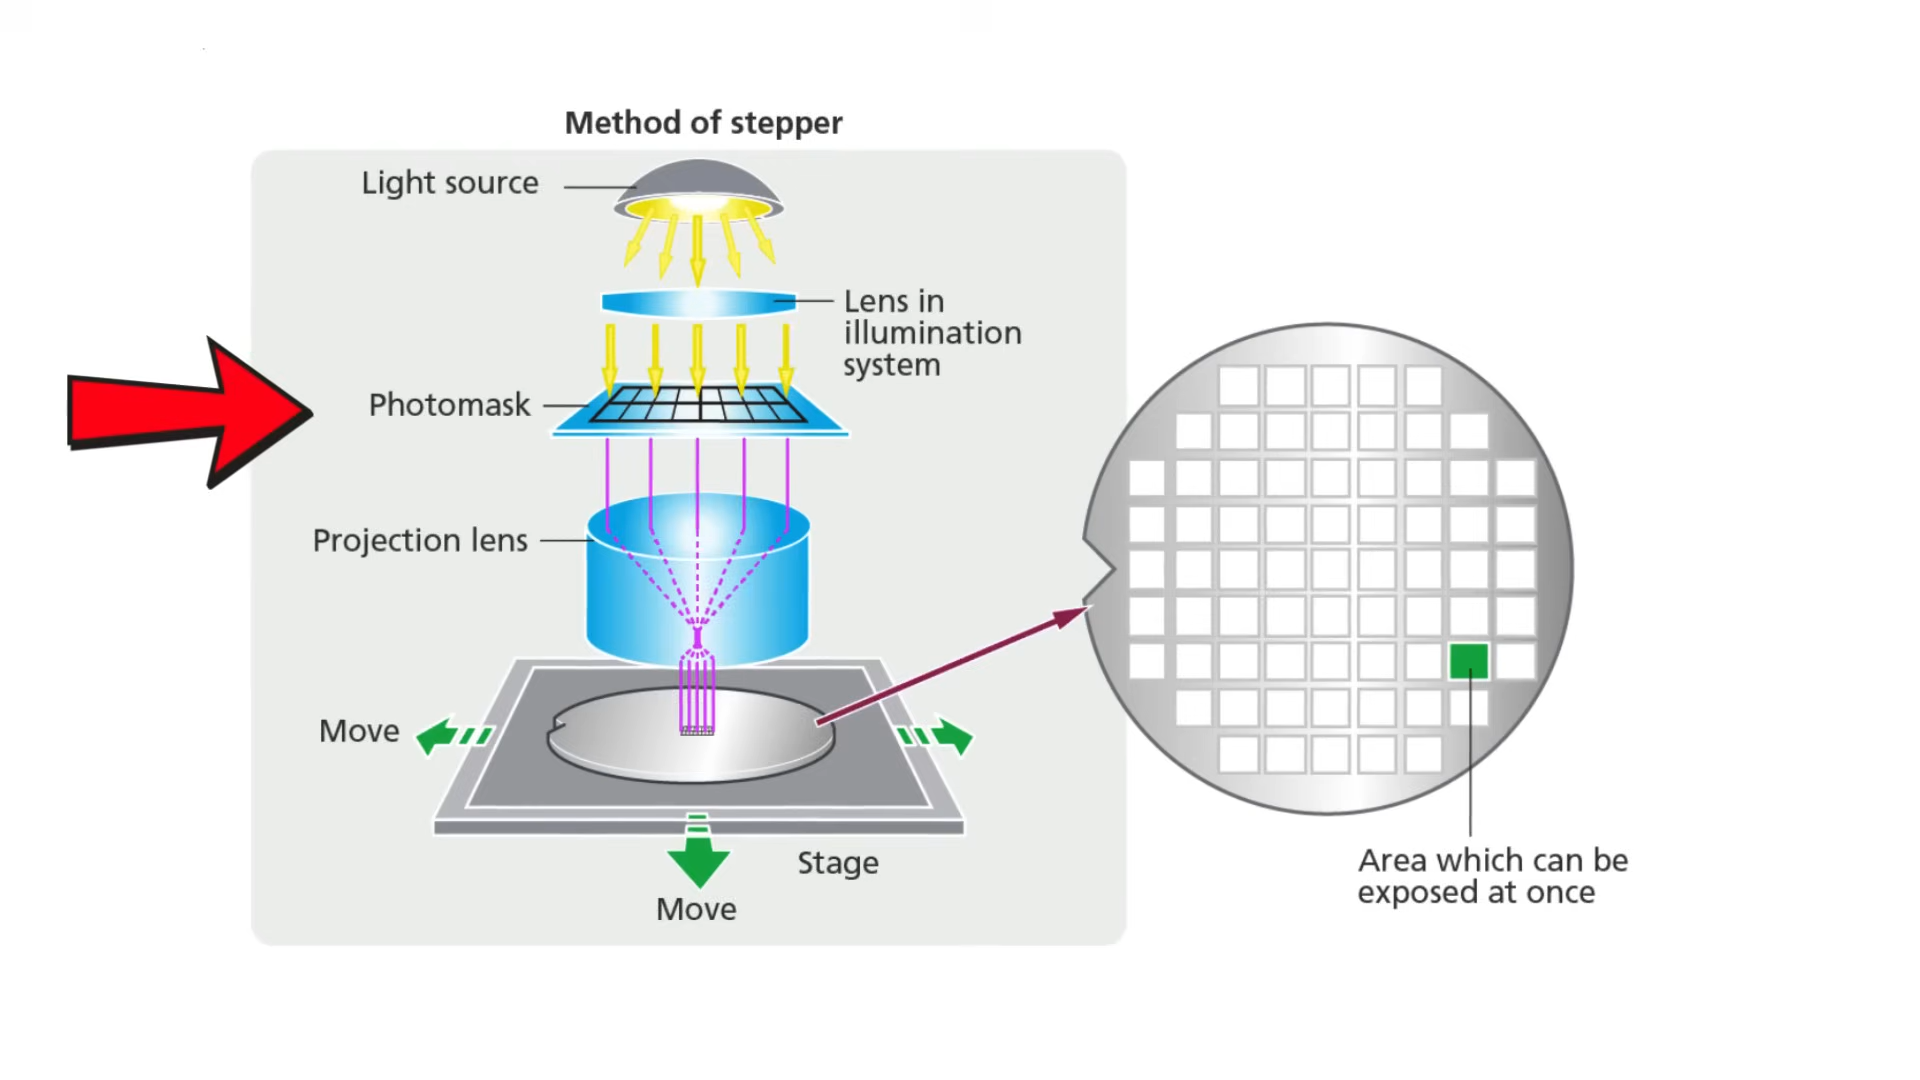 Method of stepper
Light source
Lens in
illumination
system
Photomask
Projection lens
Move
Stage
Move
Area which can be
exposed at once